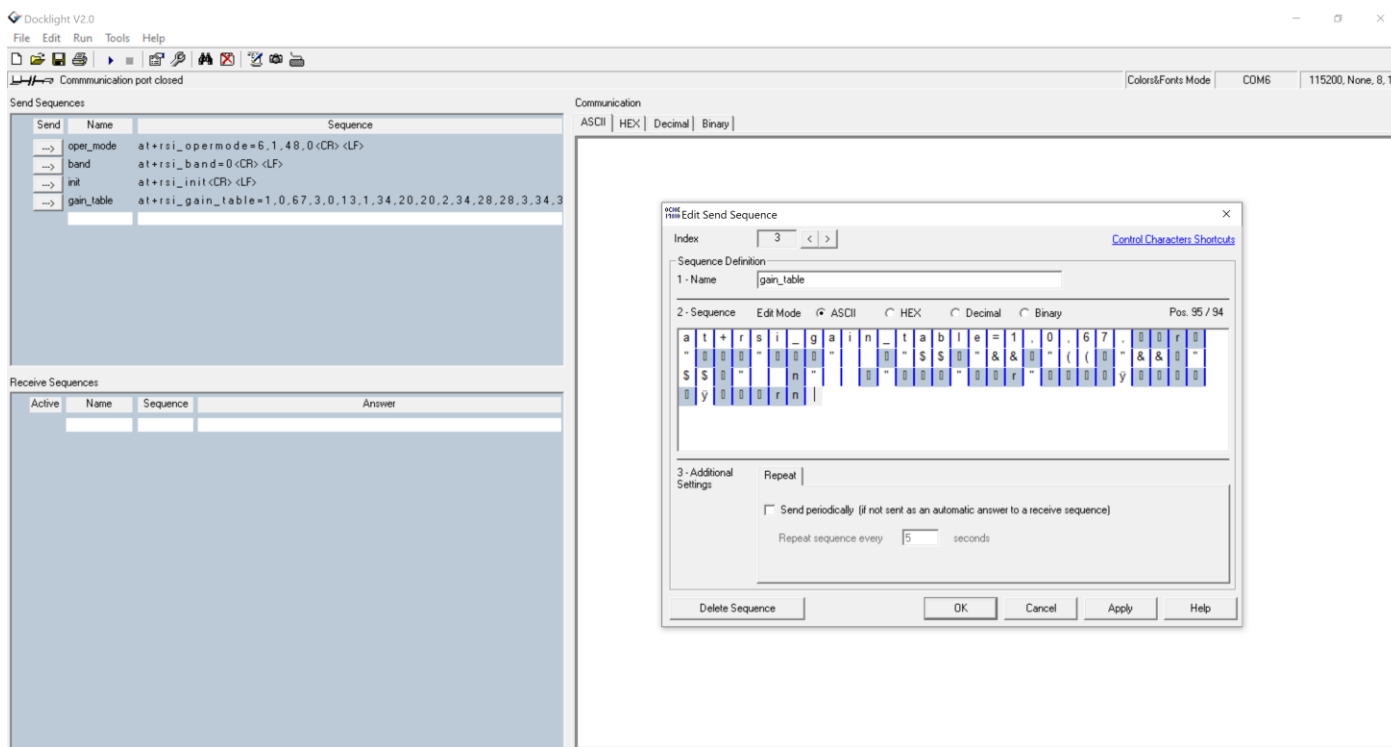 Docklight V2.0
File Edit Run Tools Help
Commmunication port closed
Colors&Fonts Mode COM6 115200, None, 8, 1
Send Sequences
Send Name Sequence
---> oper_mode at+rsi_opermode=6,1,48,0<CR><LF>
---> band at+rsi_band=0<CR><LF>
---> init at+rsi_init<CR><LF>
---> gain_table at+rsi_gain_table=1,0,67,3,0,13,1,34,20,20,2,34,28,28,3,34,3
Receive Sequences
Active Name Sequence Answer
Communication
ASCII HEX Decimal Binary
Edit Send Sequence
Index 3 < > Control Characters Shortcuts
Sequence Definition
1 - Name gain_table
2 - Sequence Edit Mode ASCII HEX Decimal Binary Pos. 95 / 94
at+rsi_gain_table=1,0,67,▯▯r▯
"▯▯▯"▯▯▯" ▯"$$▯"&&▯"((▯"&&▯"
$$▯" n" ▯"▯▯▯"▯▯r"▯▯▯▯ÿ▯▯▯▯
▯ÿ▯▯▯rn
3 - Additional Settings
Repeat
Send periodically (if not sent as an automatic answer to a receive sequence)
Repeat sequence every 5 seconds
Delete Sequence OK Cancel Apply Help